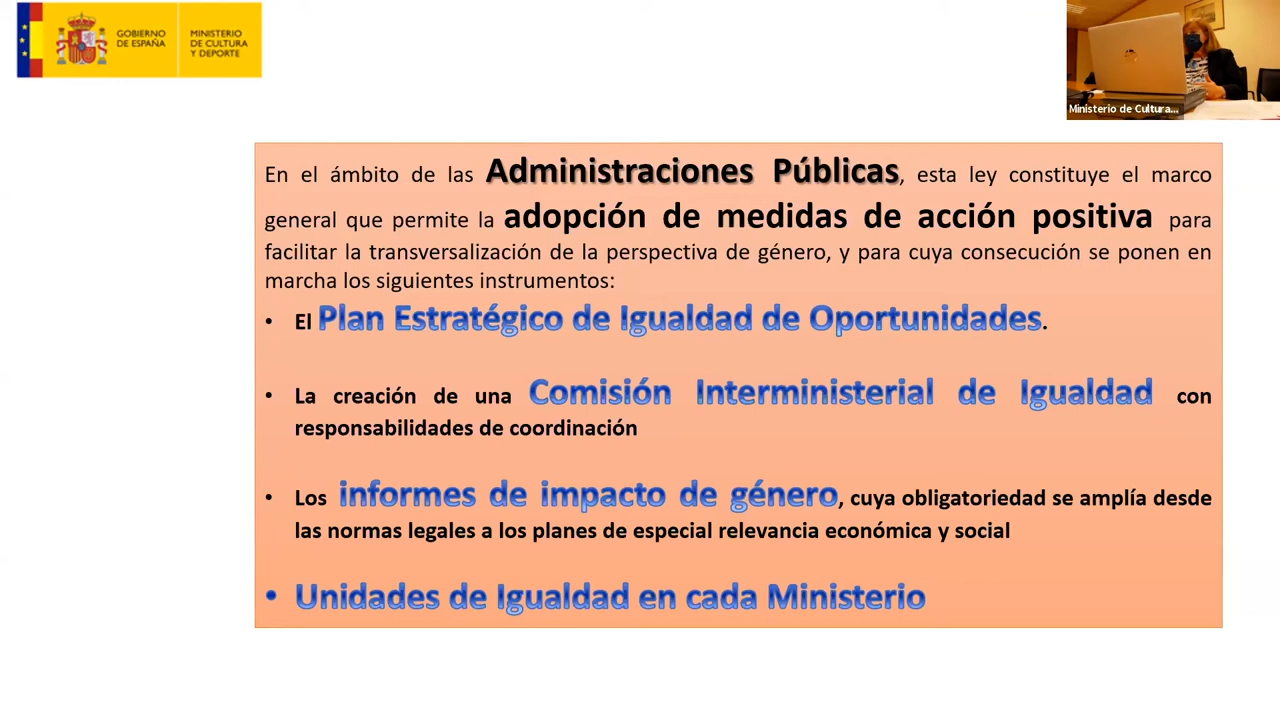 GOBIERNO
DE ESPAÑA
MINISTERIO
DE CULTURA
Y DEPORTE
Ministerio de Cultura...
En el ámbito de las Administraciones Públicas, esta ley constituye el marco
general que permite la adopción de medidas de acción positiva para
facilitar la transversalización de la perspectiva de género, y para cuya consecución se ponen en
marcha los siguientes instrumentos:
• El Plan Estratégico de Igualdad de Oportunidades.
• La creación de una Comisión Interministerial de Igualdad con
responsabilidades de coordinación
• Los informes de impacto de género, cuya obligatoriedad se amplía desde
las normas legales a los planes de especial relevancia económica y social
• Unidades de Igualdad en cada Ministerio